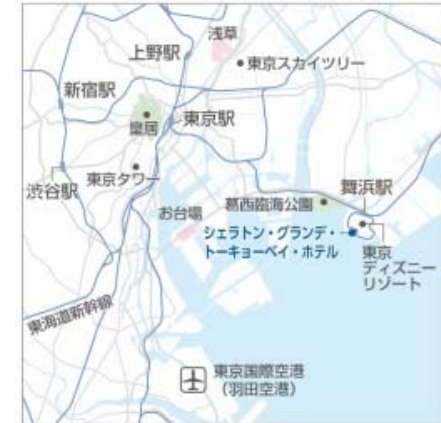 浅草
上野駅
東京スカイツリー
新宿駅
皇居
東京駅
東京タワー
渋谷駅
お台場
葛西臨海公園
舞浜駅
シェラトン・グランデ・
トーキョーベイ・ホテル
東京
ディズニー
リゾート
東海道新幹線
東京国際空港
(羽田空港)